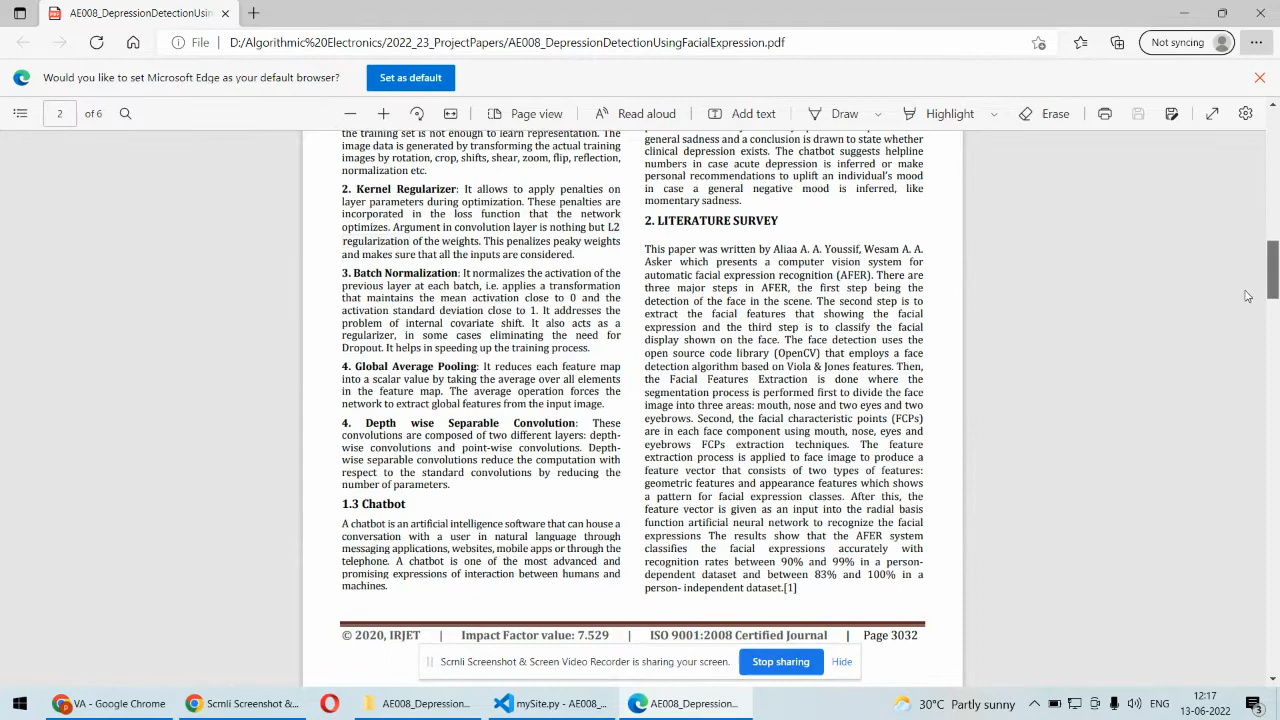 AE008_DepressionDetectionUsin
File
D:/Algorithmic%20Electronics/2022_23_ProjectPapers/AE008_DepressionDetectionUsingFacialExpression.pdf
Not syncing
Would you like to set Microsoft Edge as your default browser?
Set as default
2 of 6
Page view
Read aloud
Add text
Draw
Highlight
Erase
the training set is not enough to learn representation. The
image data is generated by transforming the actual training
images by rotation, crop, shifts, shear, zoom, flip, reflection,
normalization etc.
2. Kernel Regularizer: It allows to apply penalties on
layer parameters during optimization. These penalties are
incorporated in the loss function that the network
optimizes. Argument in convolution layer is nothing but L2
regularization of the weights. This penalizes peaky weights
and makes sure that all the inputs are considered.
3. Batch Normalization: It normalizes the activation of the
previous layer at each batch, i.e. applies a transformation
that maintains the mean activation close to 0 and the
activation standard deviation close to 1. It addresses the
problem of internal covariate shift. It also acts as a
regularizer, in some cases eliminating the need for
Dropout. It helps in speeding up the training process.
4. Global Average Pooling: It reduces each feature map
into a scalar value by taking the average over all elements
in the feature map. The average operation forces the
network to extract global features from the input image.
4. Depth wise Separable Convolution: These
convolutions are composed of two different layers: depth-
wise convolutions and point-wise convolutions. Depth-
wise separable convolutions reduce the computation with
respect to the standard convolutions by reducing the
number of parameters.
1.3 Chatbot
A chatbot is an artificial intelligence software that can house a
conversation with a user in natural language through
messaging applications, websites, mobile apps or through the
telephone. A chatbot is one of the most advanced and
promising expressions of interaction between humans and
machines.
general sadness and a conclusion is drawn to state whether
clinical depression exists. The chatbot suggests helpline
numbers in case acute depression is inferred or make
personal recommendations to uplift an individual's mood
in case a general negative mood is inferred, like
momentary sadness.
2. LITERATURE SURVEY
This paper was written by Aliaa A. A. Youssif, Wesam A. A.
Asker which presents a computer vision system for
automatic facial expression recognition (AFER). There are
three major steps in AFER, the first step being the
detection of the face in the scene. The second step is to
extract the facial features that showing the facial
expression and the third step is to classify the facial
display shown on the face. The face detection uses the
open source code library (OpenCV) that employs a face
detection algorithm based on Viola & Jones features. Then,
the Facial Features Extraction is done where the
segmentation process is performed first to divide the face
image into three areas: mouth, nose and two eyes and two
eyebrows. Second, the facial characteristic points (FCPs)
are in each face component using mouth, nose, eyes and
eyebrows FCPs extraction techniques. The feature
extraction process is applied to face image to produce a
feature vector that consists of two types of features:
geometric features and appearance features which shows
a pattern for facial expression classes. After this, the
feature vector is given as an input into the radial basis
function artificial neural network to recognize the facial
expressions The results show that the AFER system
classifies the facial expressions accurately with
recognition rates between 90% and 99% in a person-
dependent dataset and between 83% and 100% in a
person- independent dataset.[1]
© 2020, IRJET | Impact Factor value: 7.529 | ISO 9001:2008 Certified Journal | Page 3032
Scrnli Screenshot & Screen Video Recorder is sharing your screen.
Stop sharing
Hide
VA - Google Chrome
Scrnli Screenshot &...
AE008_Depression...
mySite.py - AE008_...
AE008_Depression...
30°C Partly sunny
ENG
12:17
13-06-2022
3